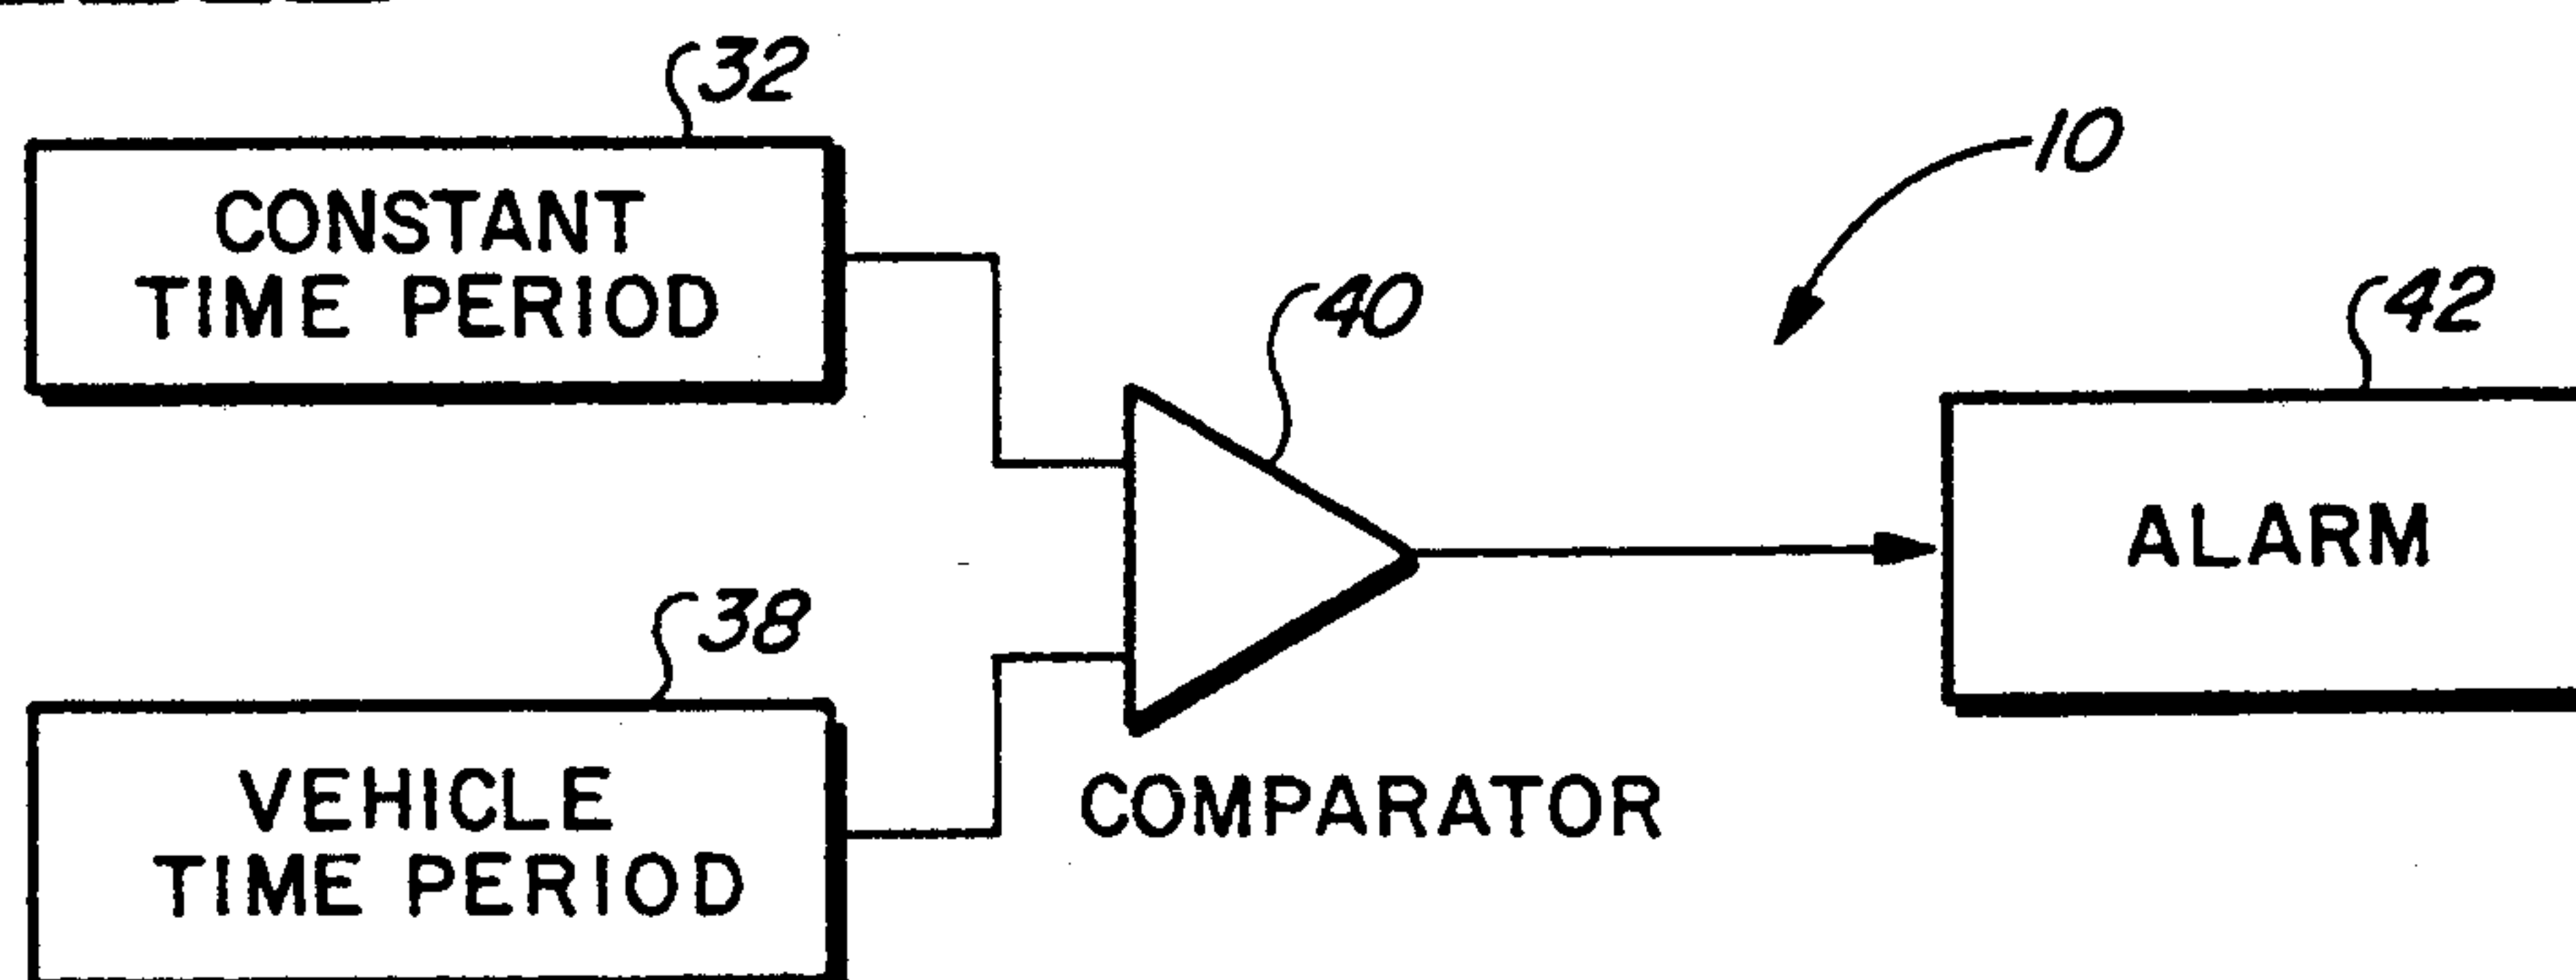 32
CONSTANT
TIME PERIOD
10
40
42
ALARM
38
VEHICLE
TIME PERIOD
COMPARATOR